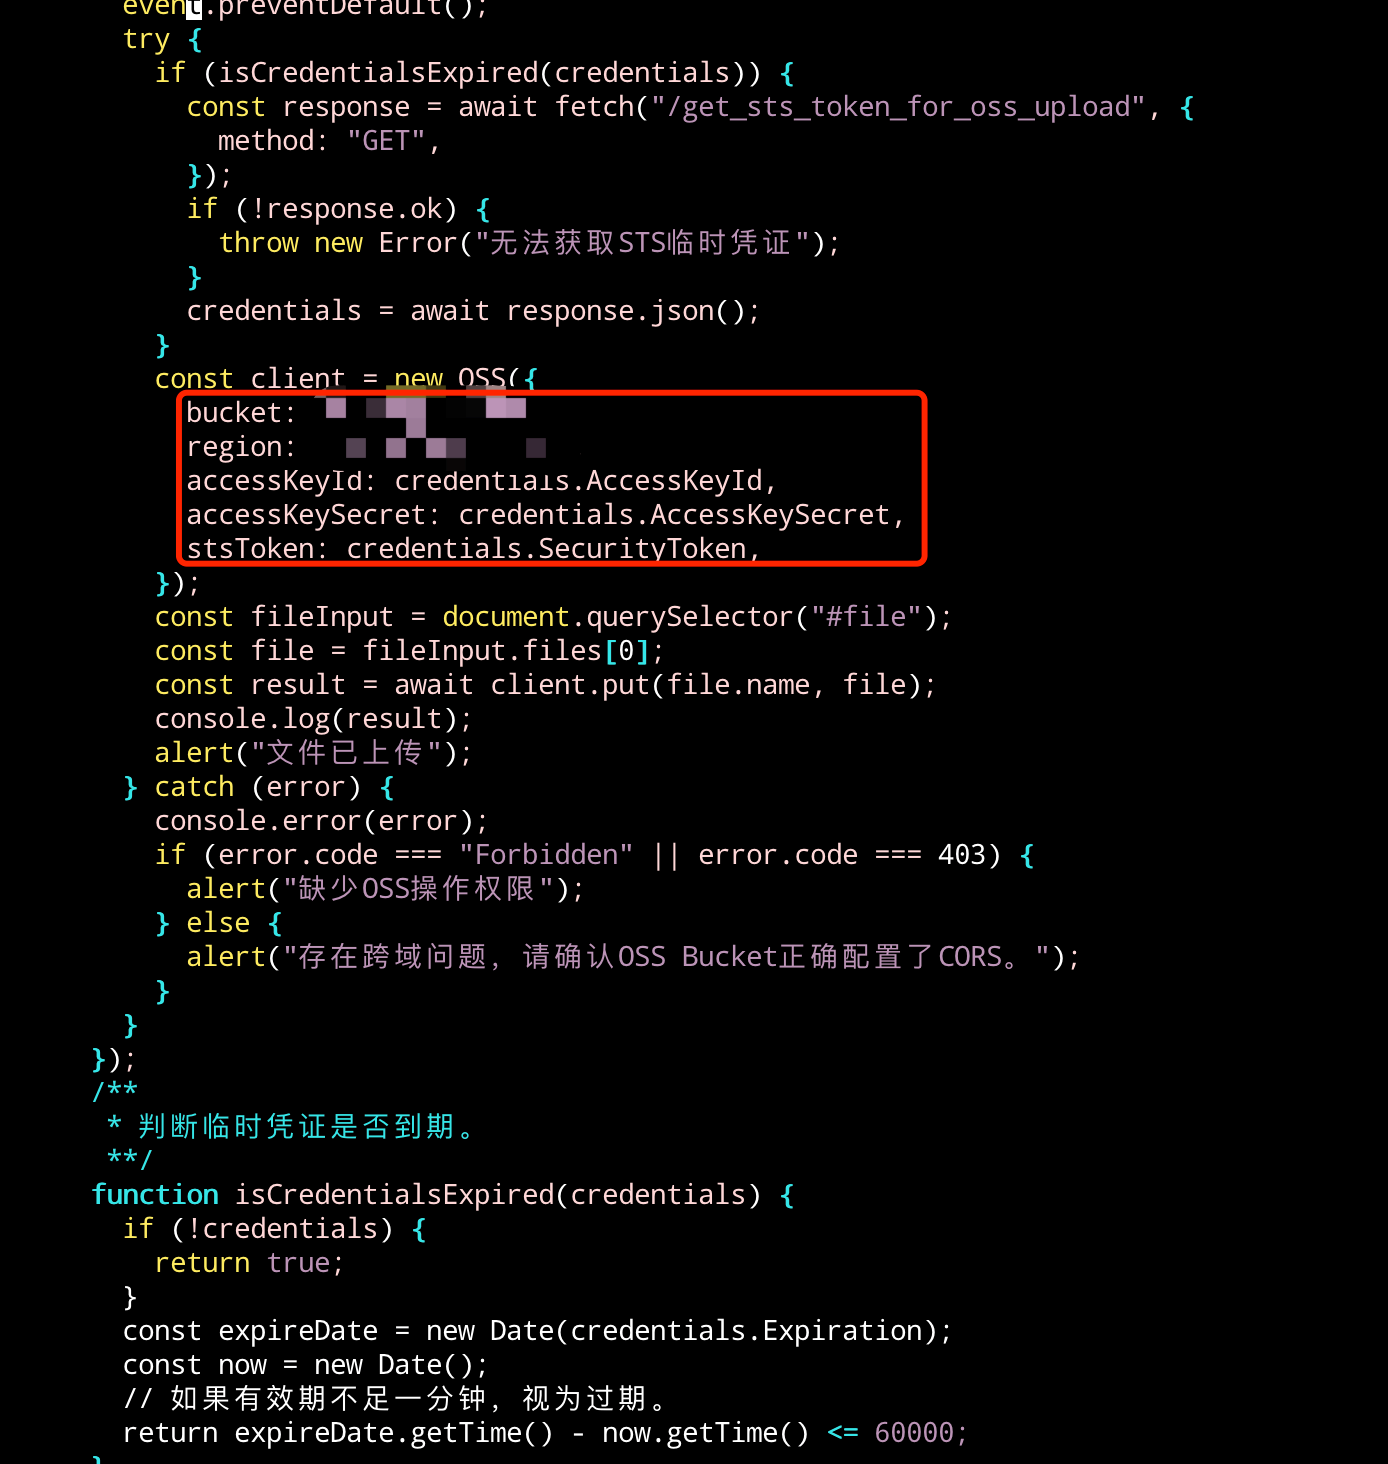 event.preventDefault();
try {
if (isCredentialsExpired(credentials)) {
const response = await fetch("/get_sts_token_for_oss_upload", {
method: "GET",
});
if (!response.ok) {
throw new Error("无法获取STS临时凭证");
}
credentials = await response.json();
}
const client = new OSS({
bucket:
region:
accessKeyId: credentials.AccessKeyId,
accessKeySecret: credentials.AccessKeySecret,
stsToken: credentials.SecurityToken,
});
const fileInput = document.querySelector("#file");
const file = fileInput.files[0];
const result = await client.put(file.name, file);
console.log(result);
alert("文件已上传");
} catch (error) {
console.error(error);
if (error.code === "Forbidden" || error.code === 403) {
alert("缺少OSS操作权限");
} else {
alert("存在跨域问题，请确认OSS Bucket正确配置了CORS。");
}
}
});
/**
* 判断临时凭证是否到期。
**/
function isCredentialsExpired(credentials) {
if (!credentials) {
return true;
}
const expireDate = new Date(credentials.Expiration);
const now = new Date();
// 如果有效期不足一分钟，视为过期。
return expireDate.getTime() - now.getTime() <= 60000;
}